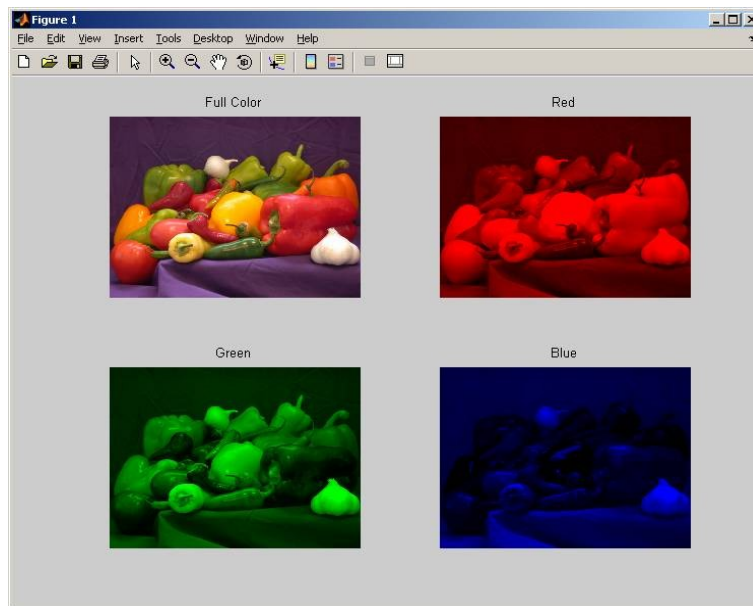 Figure 1
File Edit View Insert Tools Desktop Window Help
Full Color
Red
Green
Blue